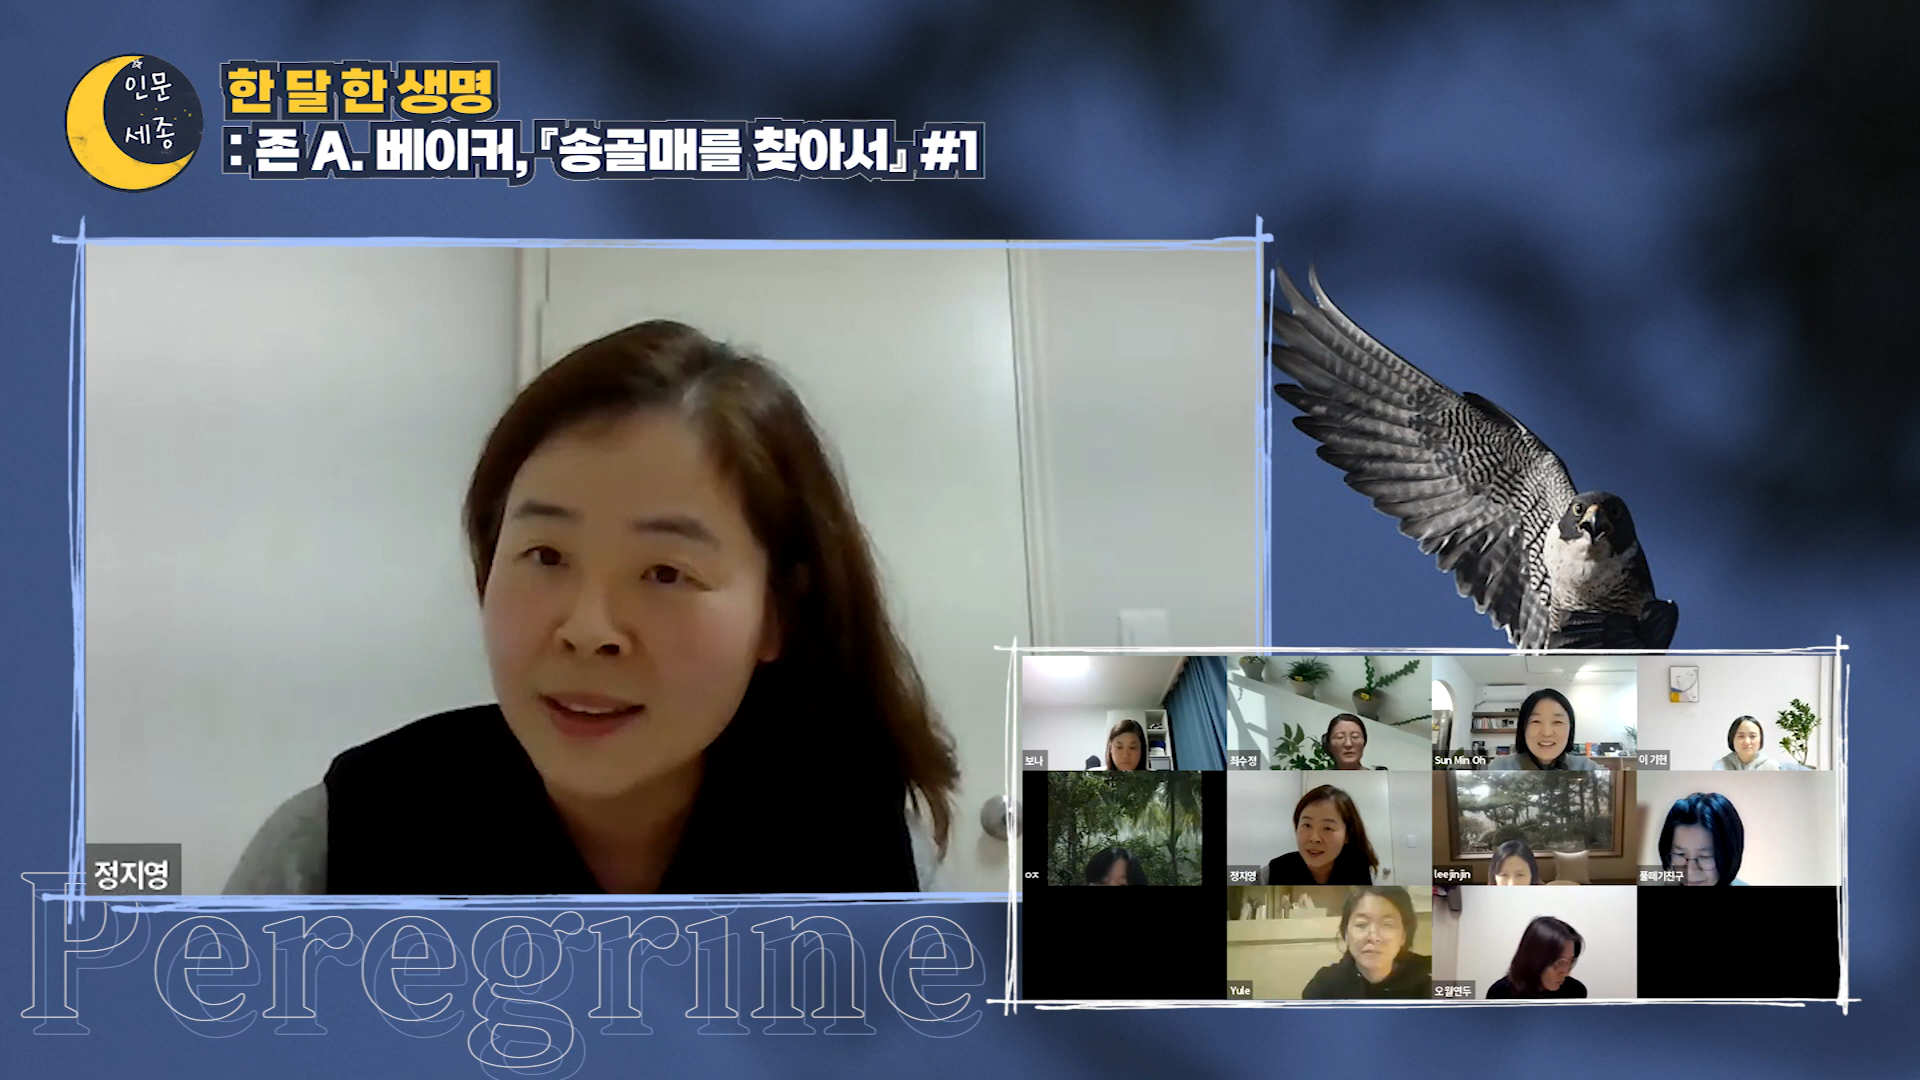 인문
세종
한 달 한 생명
: 존 A. 베이커, 『송골매를 찾아서』 #1
정지영
Peregrine
보나
최수정
Sun Min Oh
이 기현
ㅇㅈ
정지영
leejinjin
풀떼기친구
Yule
오월연두